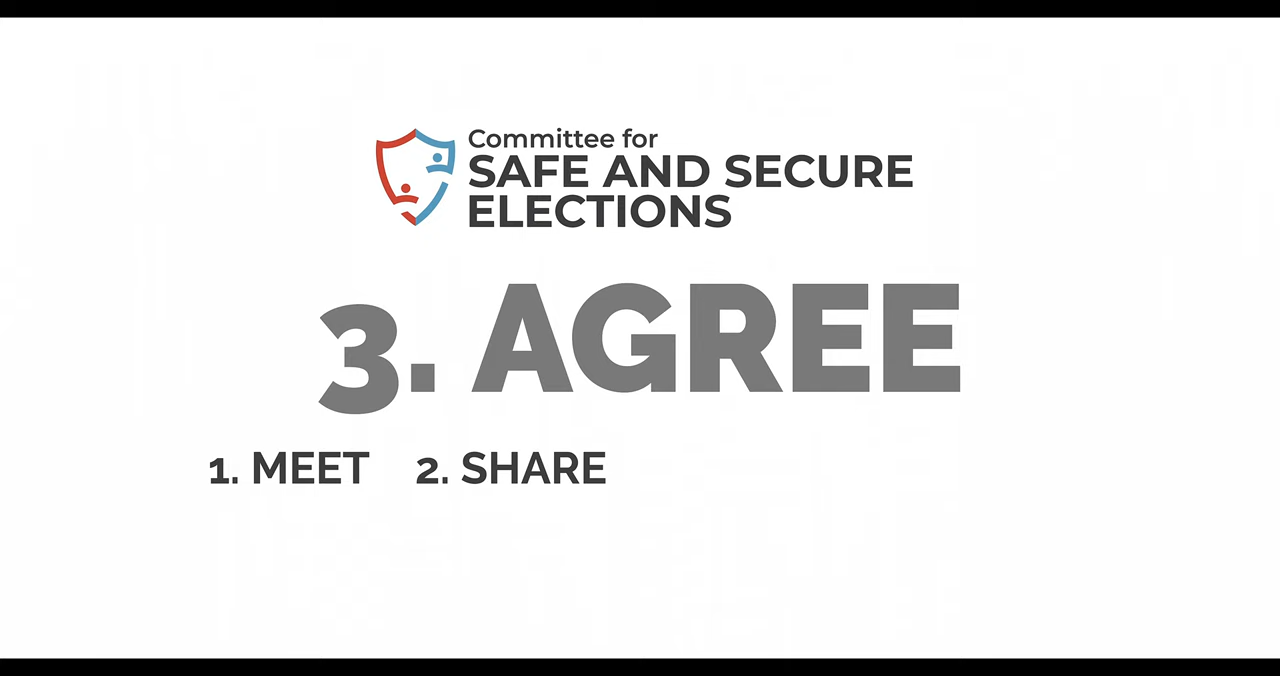 Committee for
SAFE AND SECURE
ELECTIONS
3. AGREE
1. MEET 2. SHARE